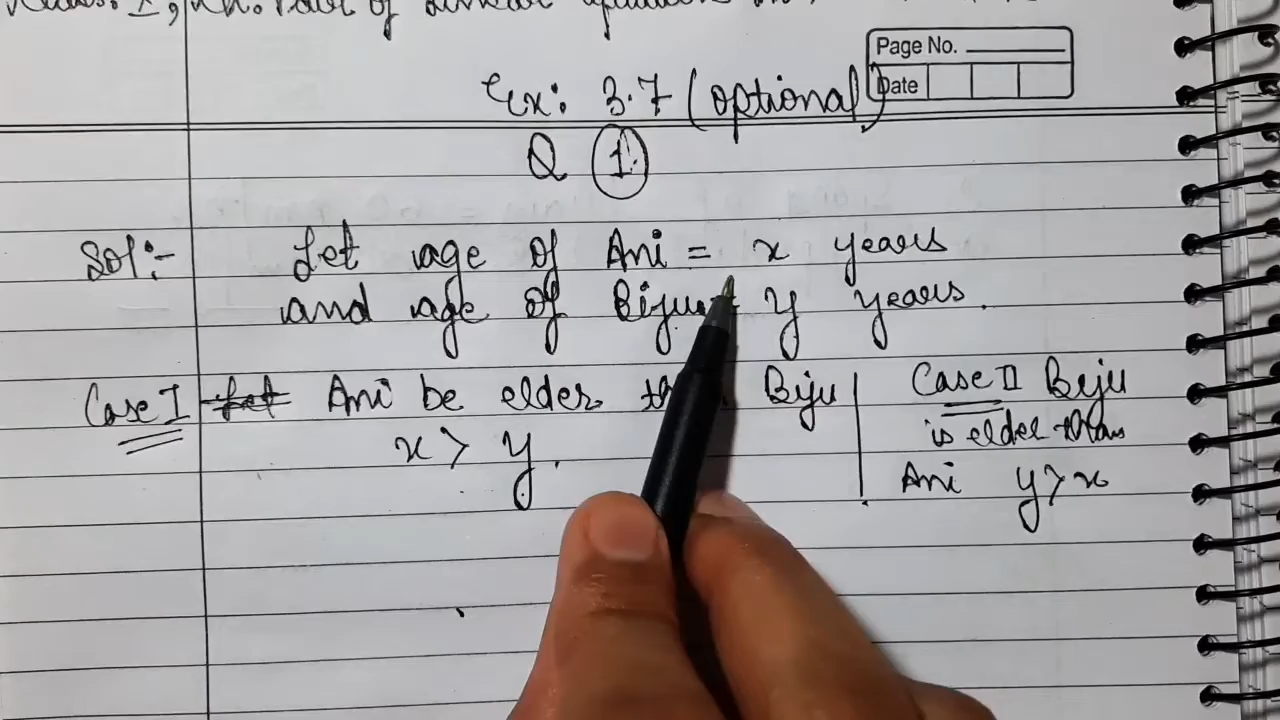 of
Page No.
Date
Ex: 3.7 (optional)
Q 1
Sol:- Let age of Ani = x years
and age of Biju = y years.
Case I Ani be elder Biju
x > y.
Case II Biju
is elder than
Ani y > x